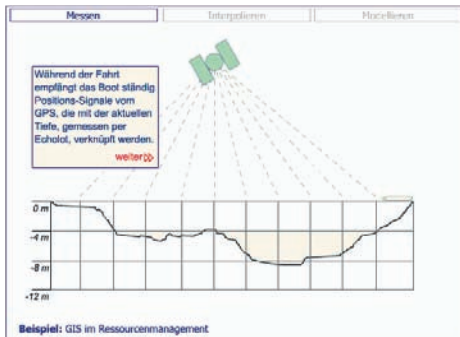 Messen Interpolieren Modellieren
Während der Fahrt
empfängt das Boot ständig
Positions-Signale vom
GPS, die mit der aktuellen
Tiefe, gemessen per
Echolot, verknüpft werden.
weiter
0 m
-4 m
-8 m
-12 m
Beispiel: GIS im Ressourcenmanagement